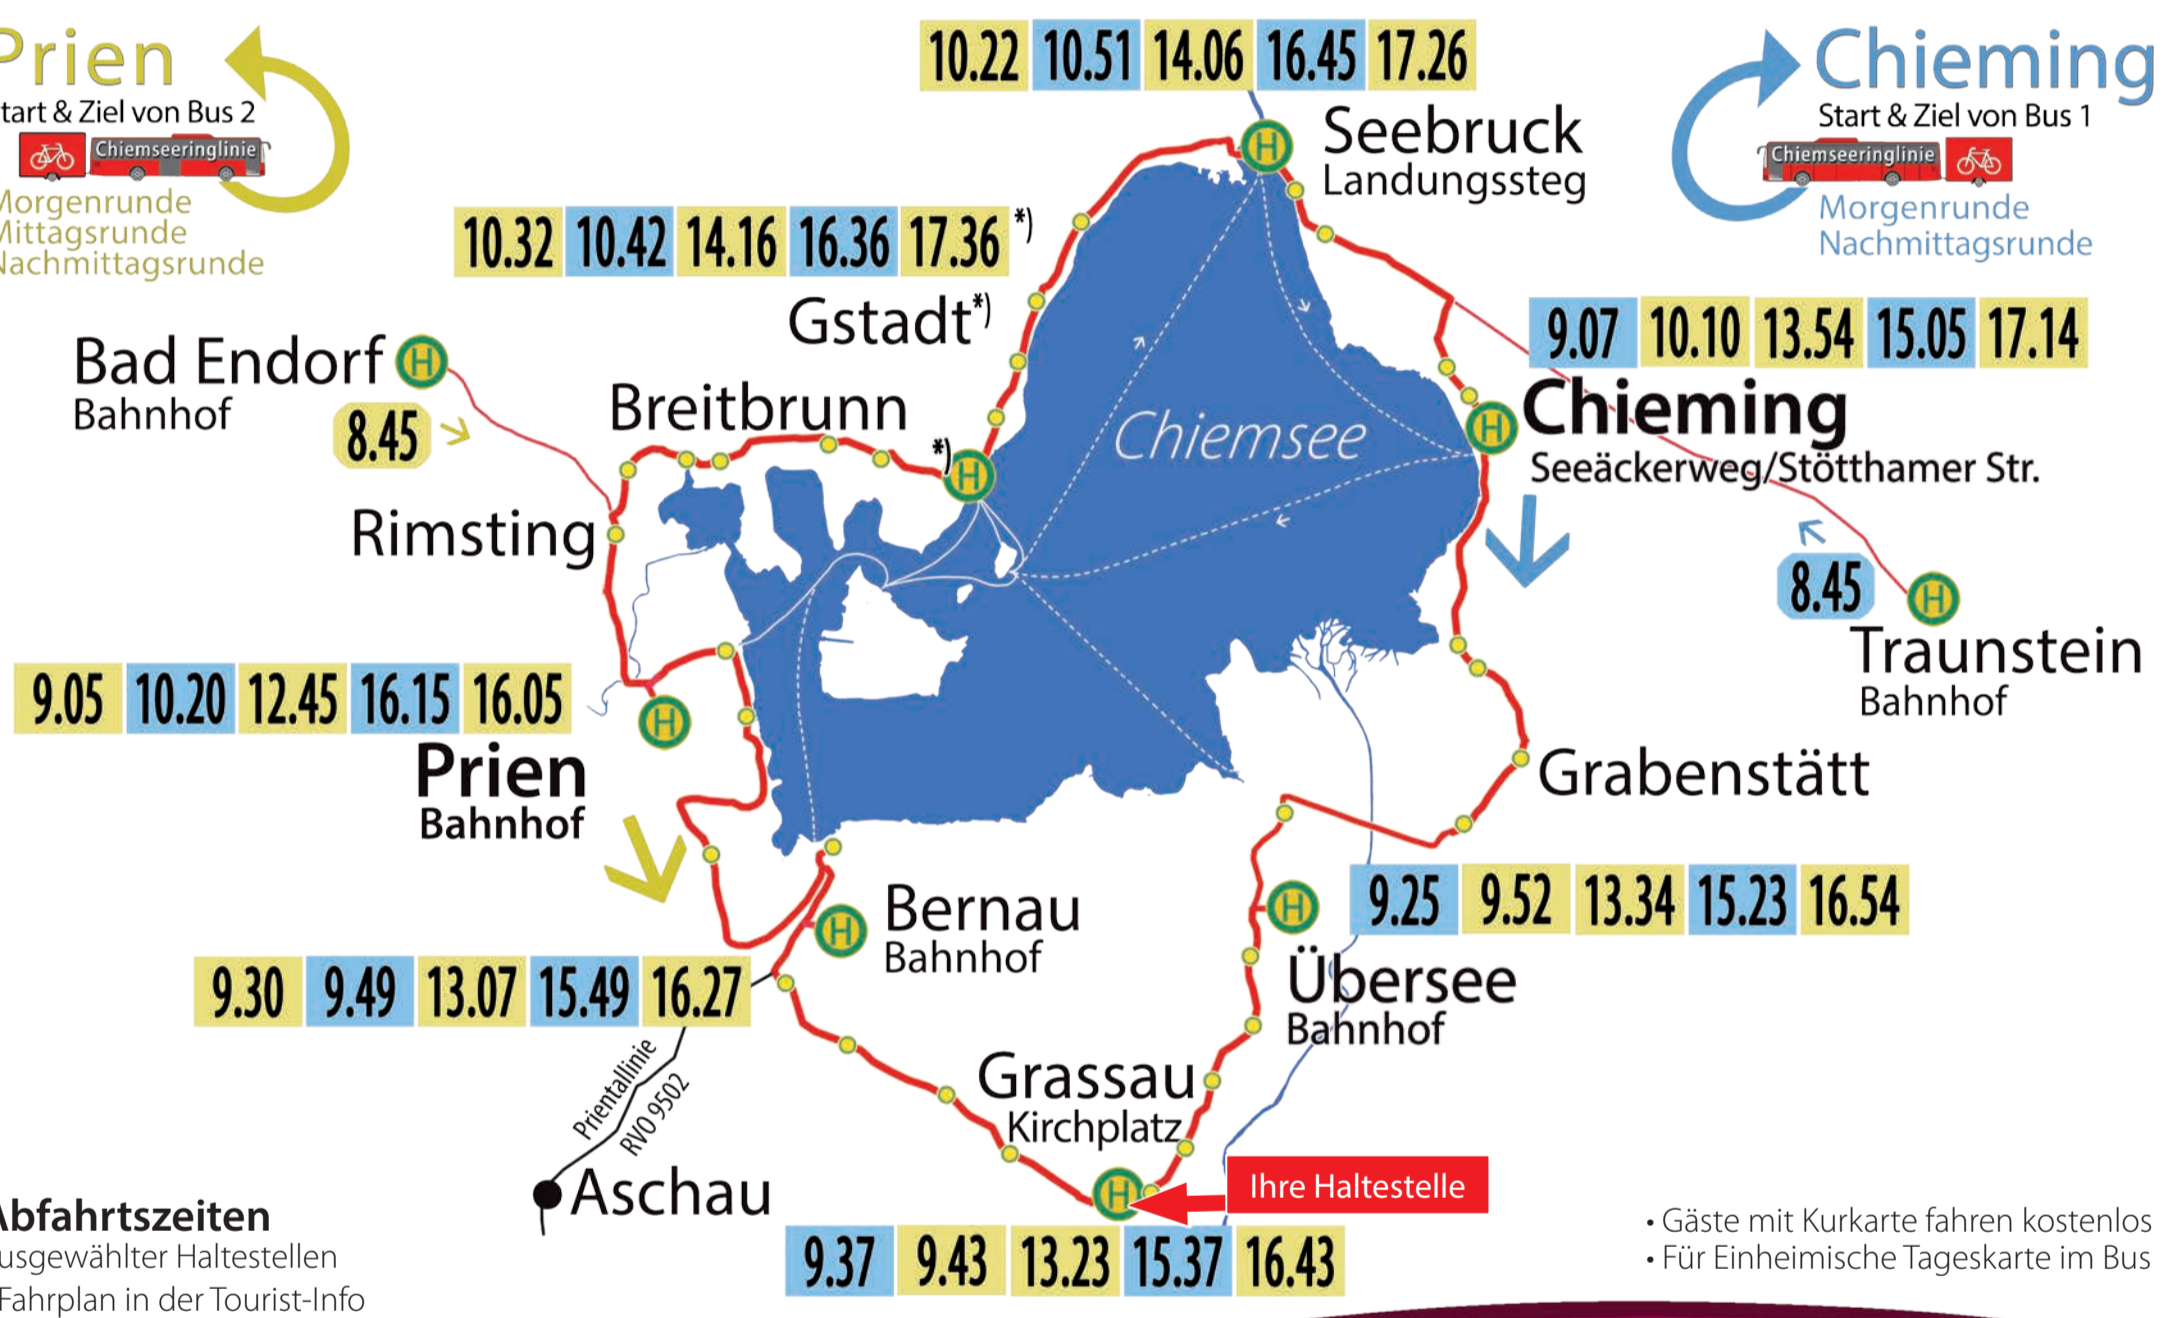 Prien
tart & Ziel von Bus 2
Chiemseeringlinie
Morgenrunde
Mittagsrunde
Nachmittagsrunde
10.22 10.51 14.06 16.45 17.26
Seebruck
Landungssteg
Chieming
Start & Ziel von Bus 1
Chiemseeringlinie
Morgenrunde
Nachmittagsrunde
10.32 10.42 14.16 16.36 17.36 *)
Gstadt*)
Bad Endorf H
Bahnhof
8.45
Breitbrunn
*)
H
H
Chiemsee
9.07 10.10 13.54 15.05 17.14
H Chieming
Seeäckerweg/Stötthamer Str.
Rimsting
8.45
H
Traunstein
Bahnhof
9.05 10.20 12.45 16.15 16.05
H
Prien
Bahnhof
Grabenstätt
H Bernau
Bahnhof
H
9.25 9.52 13.34 15.23 16.54
Übersee
Bahnhof
9.30 9.49 13.07 15.49 16.27
Prientallinie
RVO 9502
Aschau
Grassau
Kirchplatz
H
Ihre Haltestelle
9.37 9.43 13.23 15.37 16.43
Abfahrtszeiten
usgewählter Haltestellen
Fahrplan in der Tourist-Info
• Gäste mit Kurkarte fahren kostenlos
• Für Einheimische Tageskarte im Bus